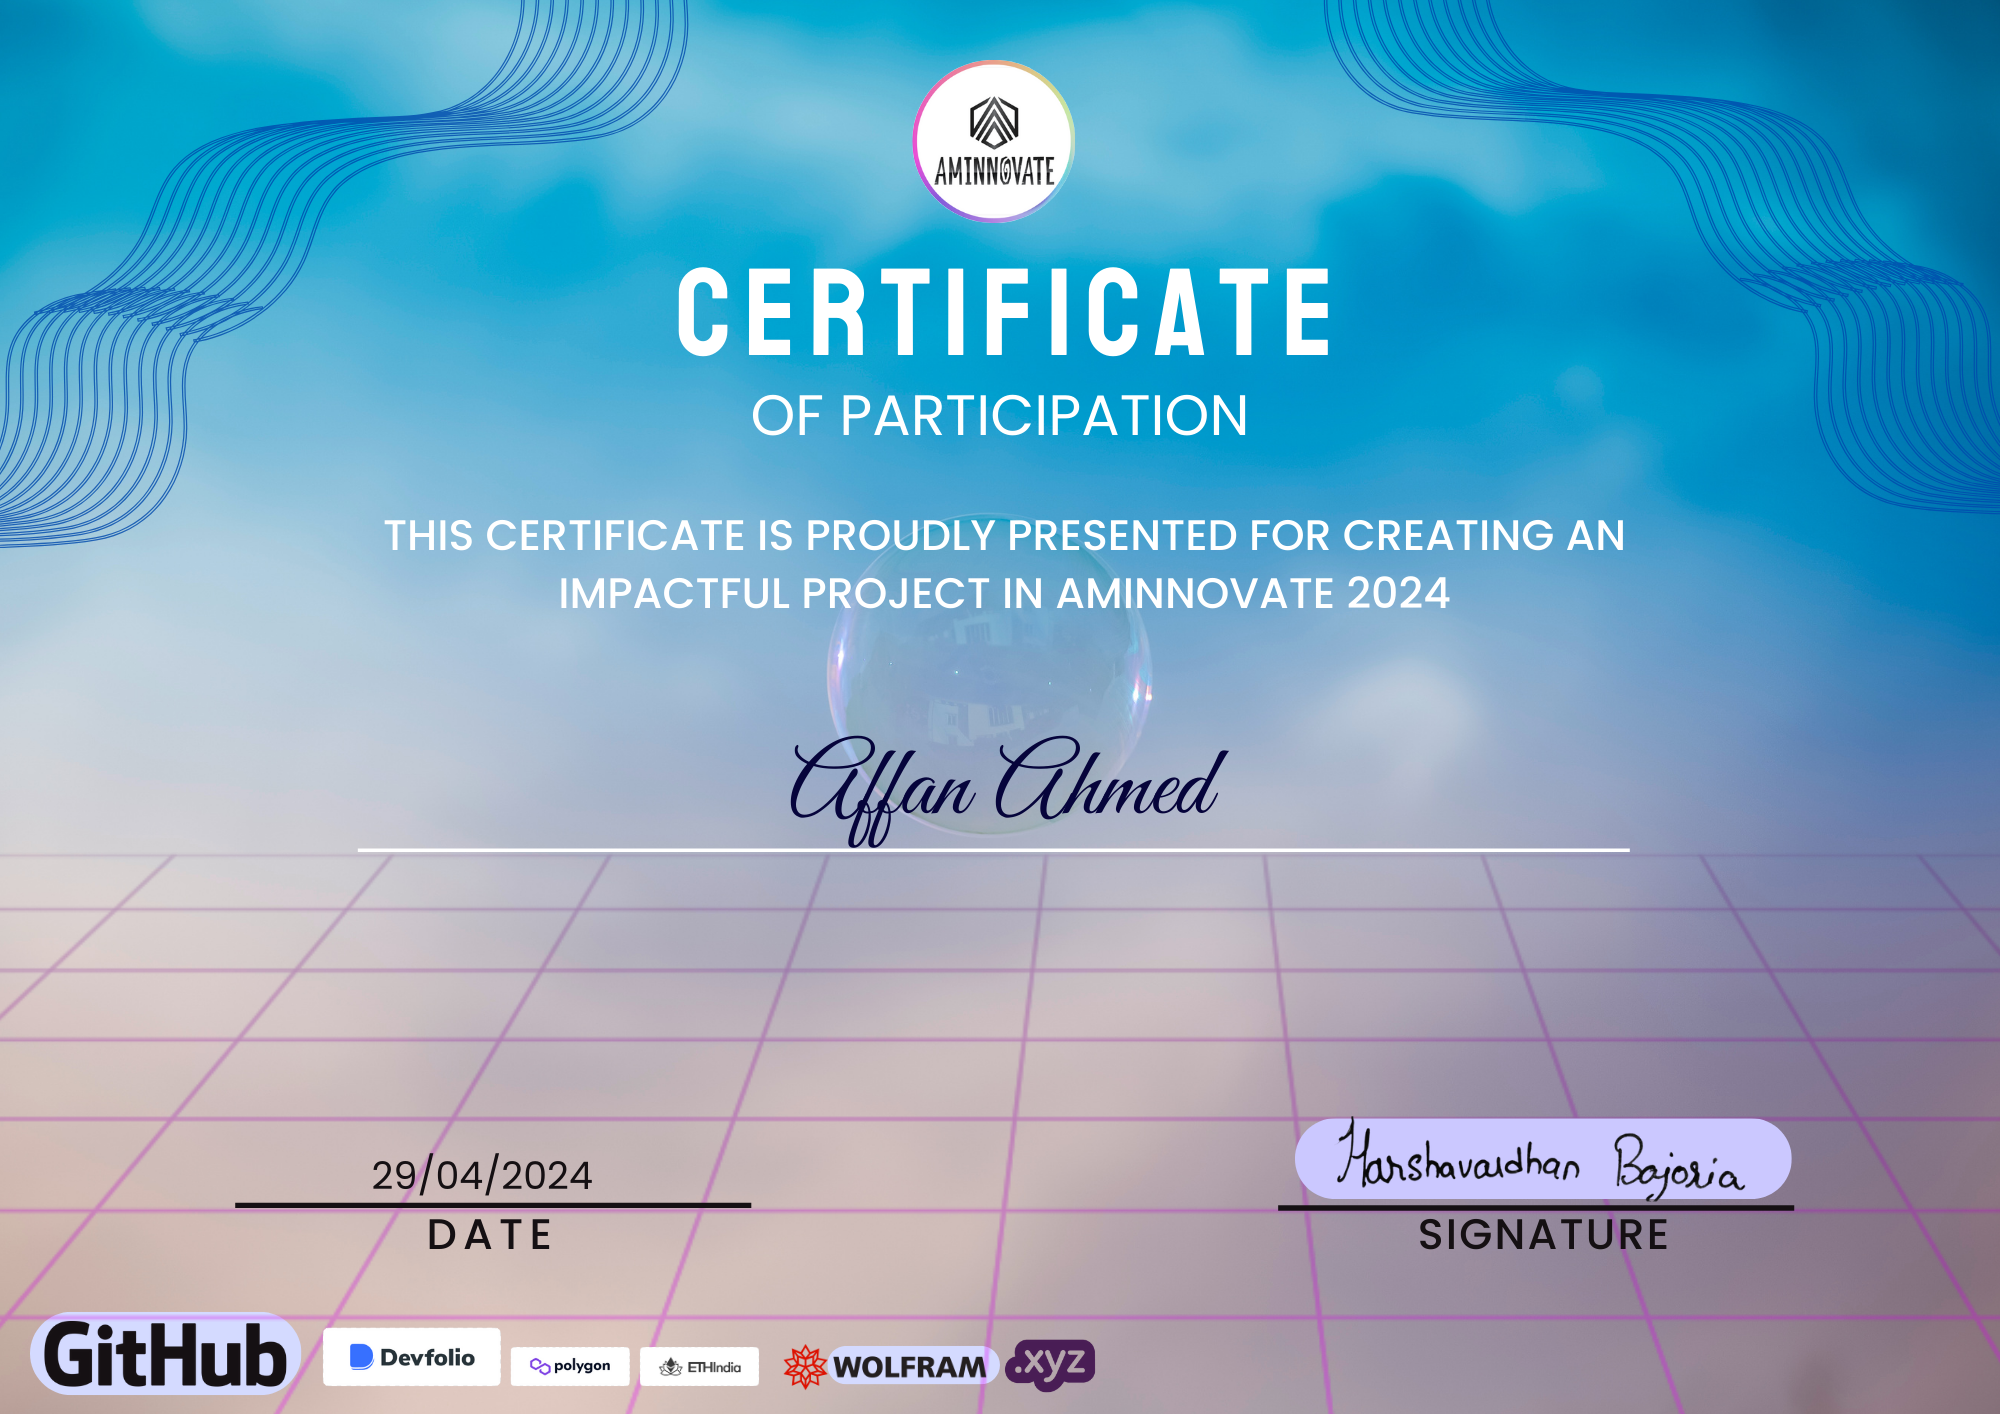 AMINNOVATE
CERTIFICATE
OF PARTICIPATION
THIS CERTIFICATE IS PROUDLY PRESENTED FOR CREATING AN
IMPACTFUL PROJECT IN AMINNOVATE 2024
Affan Ahmed
29/04/2024
DATE
Harshavardhan Bajoria
SIGNATURE
GitHub
Devfolio
polygon
ETHIndia
WOLFRAM
.xyz